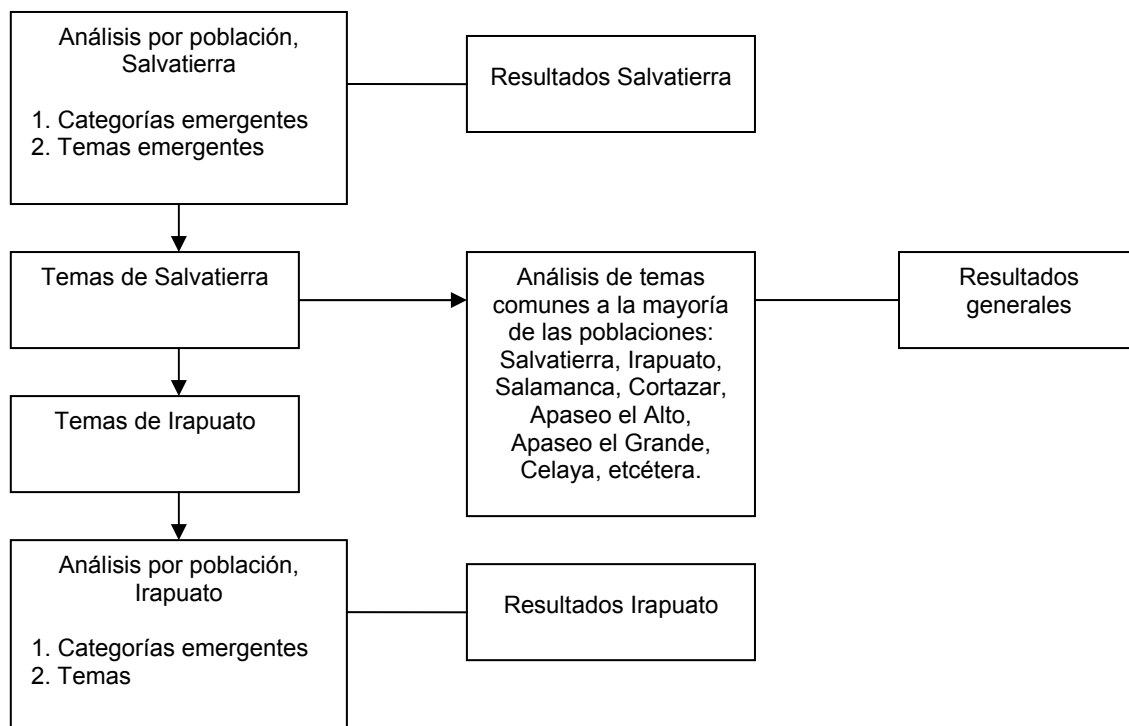 Análisis por población,
Salvatierra
1. Categorías emergentes
2. Temas emergentes
Resultados Salvatierra
Temas de Salvatierra
Análisis de temas
comunes a la mayoría
de las poblaciones:
Salvatierra, Irapuato,
Salamanca, Cortazar,
Apaseo el Alto,
Apaseo el Grande,
Celaya, etcétera.
Resultados
generales
Temas de Irapuato
Análisis por población,
Irapuato
1. Categorías emergentes
2. Temas
Resultados Irapuato